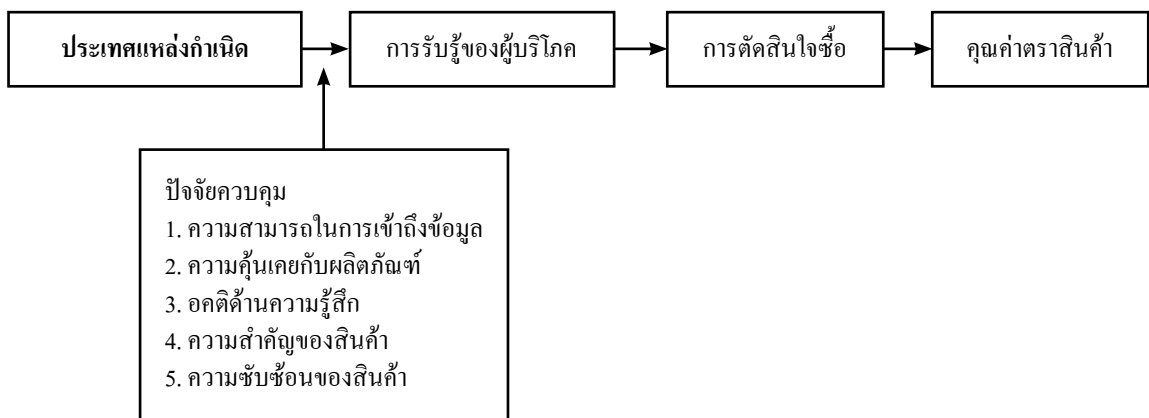 ประเทศแหล่งกำเนิด
การรับรู้ของผู้บริโภค
การตัดสินใจซื้อ
คุณค่าตราสินค้า
ปัจจัยควบคุม
1. ความสามารถในการเข้าถึงข้อมูล
2. ความคุ้นเคยกับผลิตภัณฑ์
3. อคติด้านความรู้สึก
4. ความสำคัญของสินค้า
5. ความซับซ้อนของสินค้า